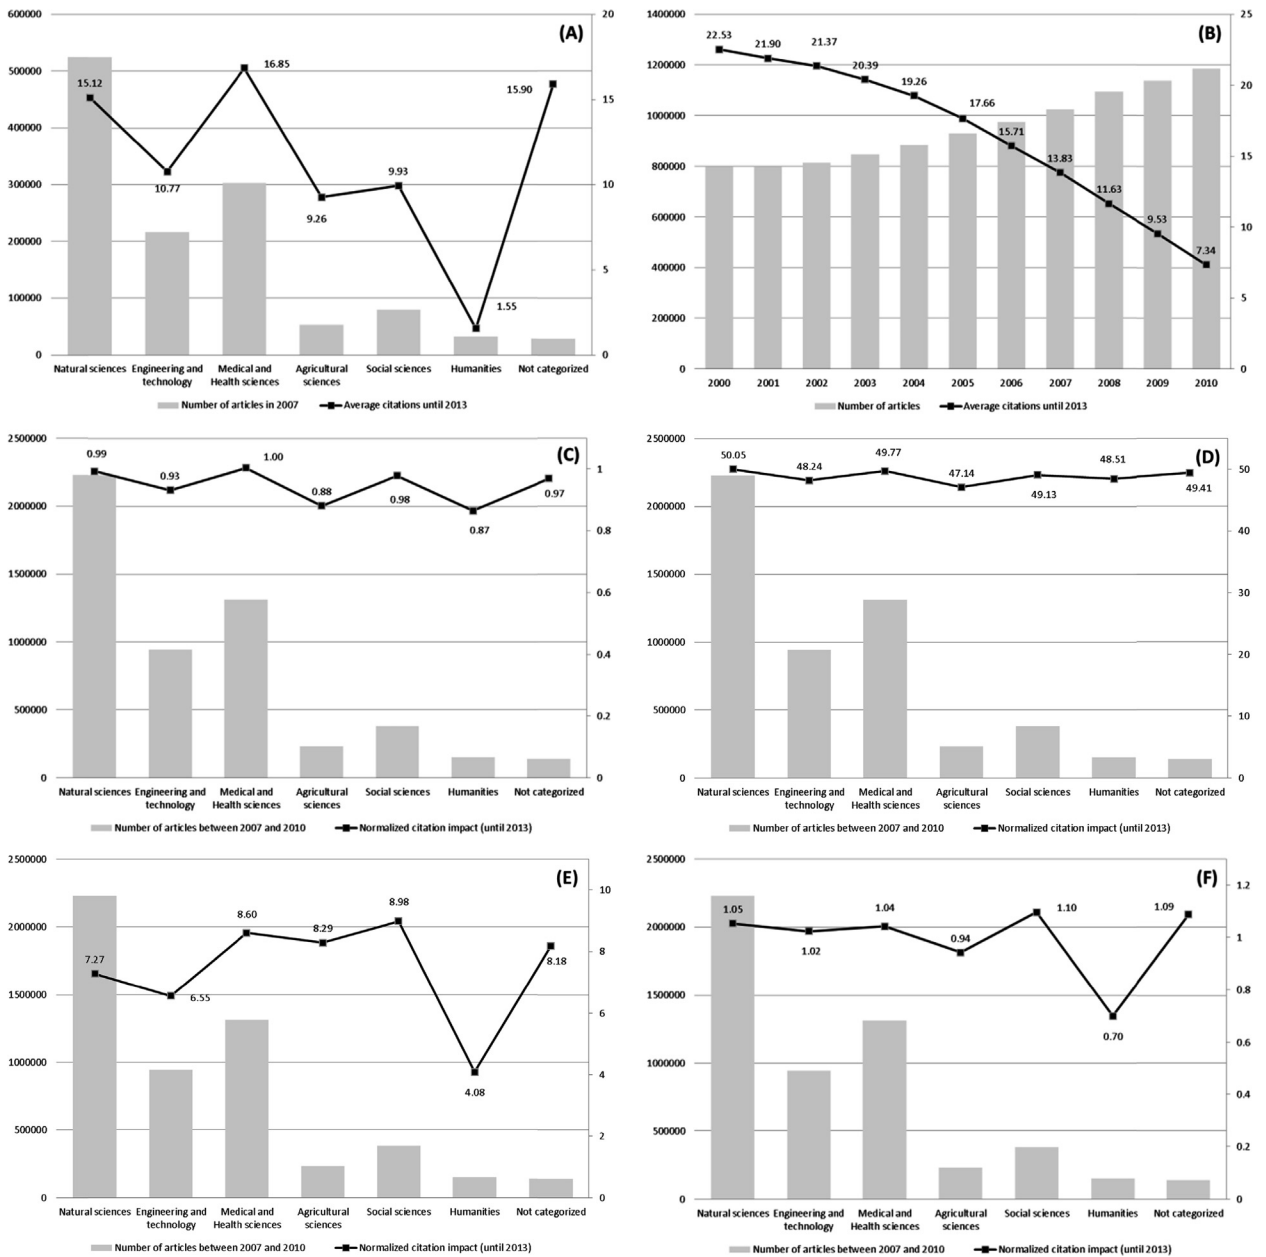 (A)
600000
500000
400000
300000
200000
100000
0
20
15
10
5
0
15.12
10.77
16.85
9.26
9.93
1.55
15.90
Natural sciences
Engineering and
technology
Medical and
Health sciences
Agricultural
sciences
Social sciences
Humanities
Not categorized
Number of articles in 2007
Average citations until 2013
(B)
1400000
1200000
1000000
800000
600000
400000
200000
0
25
20
15
10
5
0
22.53
21.90
21.37
20.39
19.26
17.66
15.71
13.83
11.63
9.53
7.34
2000
2001
2002
2003
2004
2005
2006
2007
2008
2009
2010
Number of articles
Average citations until 2013
(C)
2500000
2000000
1500000
1000000
500000
0
1
0.8
0.6
0.4
0.2
0
0.99
0.93
1.00
0.88
0.98
0.87
0.97
Natural sciences
Engineering and
technology
Medical and
Health sciences
Agricultural
sciences
Social sciences
Humanities
Not categorized
Number of articles between 2007 and 2010
Normalized citation impact (until 2013)
(D)
2500000
2000000
1500000
1000000
500000
0
50
40
30
20
10
0
50.05
48.24
49.77
47.14
49.13
48.51
49.41
Natural sciences
Engineering and
technology
Medical and
Health sciences
Agricultural
sciences
Social sciences
Humanities
Not categorized
Number of articles between 2007 and 2010
Normalized citation impact (until 2013)
(E)
2500000
2000000
1500000
1000000
500000
0
10
8
6
4
2
0
7.27
6.55
8.60
8.29
8.98
4.08
8.18
Natural sciences
Engineering and
technology
Medical and
Health sciences
Agricultural
sciences
Social sciences
Humanities
Not categorized
Number of articles between 2007 and 2010
Normalized citation impact (until 2013)
(F)
2500000
2000000
1500000
1000000
500000
0
1.2
1
0.8
0.6
0.4
0.2
0
1.05
1.02
1.04
0.94
1.10
0.70
1.09
Natural sciences
Engineering and
technology
Medical and
Health sciences
Agricultural
sciences
Social sciences
Humanities
Not categorized
Number of articles between 2007 and 2010
Normalized citation impact (until 2013)